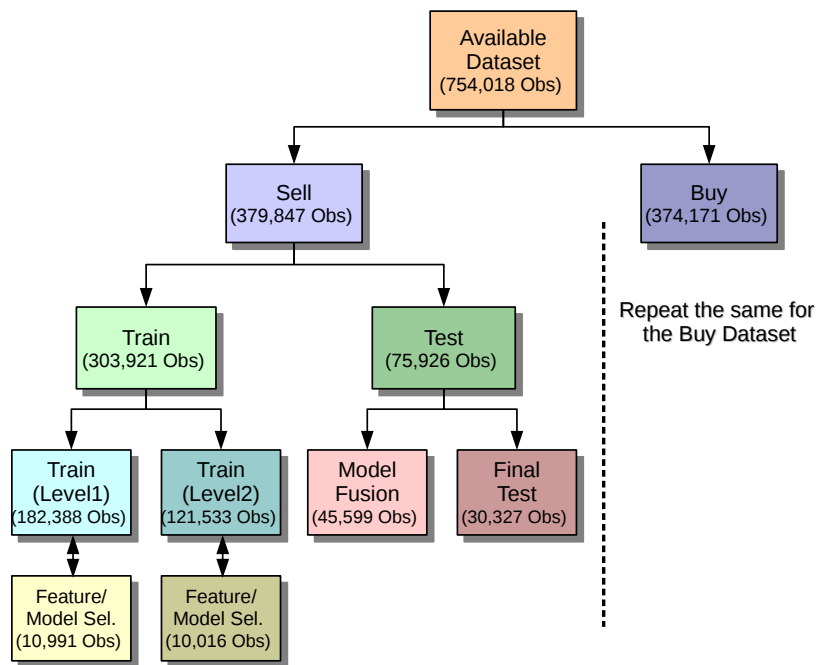 Available
Dataset
(754,018 Obs)
Sell
(379,847 Obs)
Buy
(374,171 Obs)
Repeat the same for
the Buy Dataset
Train
(303,921 Obs)
Test
(75,926 Obs)
Train
(Level1)
(182,388 Obs)
Train
(Level2)
(121,533 Obs)
Model
Fusion
(45,599 Obs)
Final
Test
(30,327 Obs)
Feature/
Model Sel.
(10,991 Obs)
Feature/
Model Sel.
(10,016 Obs)